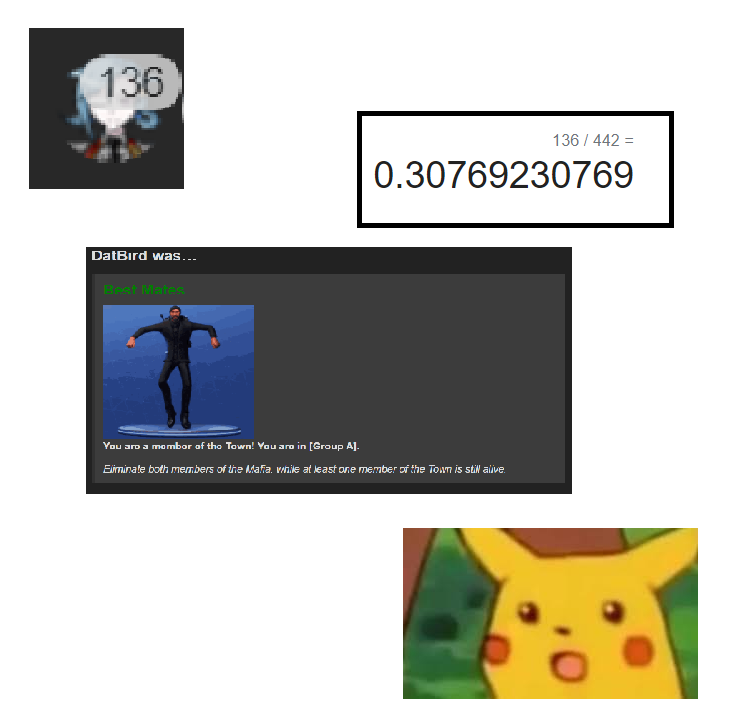 136
136 / 442 =
0.30769230769
DatBird was...
Best Mates
You are a member of the Town! You are in [Group A].
Eliminate both members of the Mafia, while at least one member of the Town is still alive.